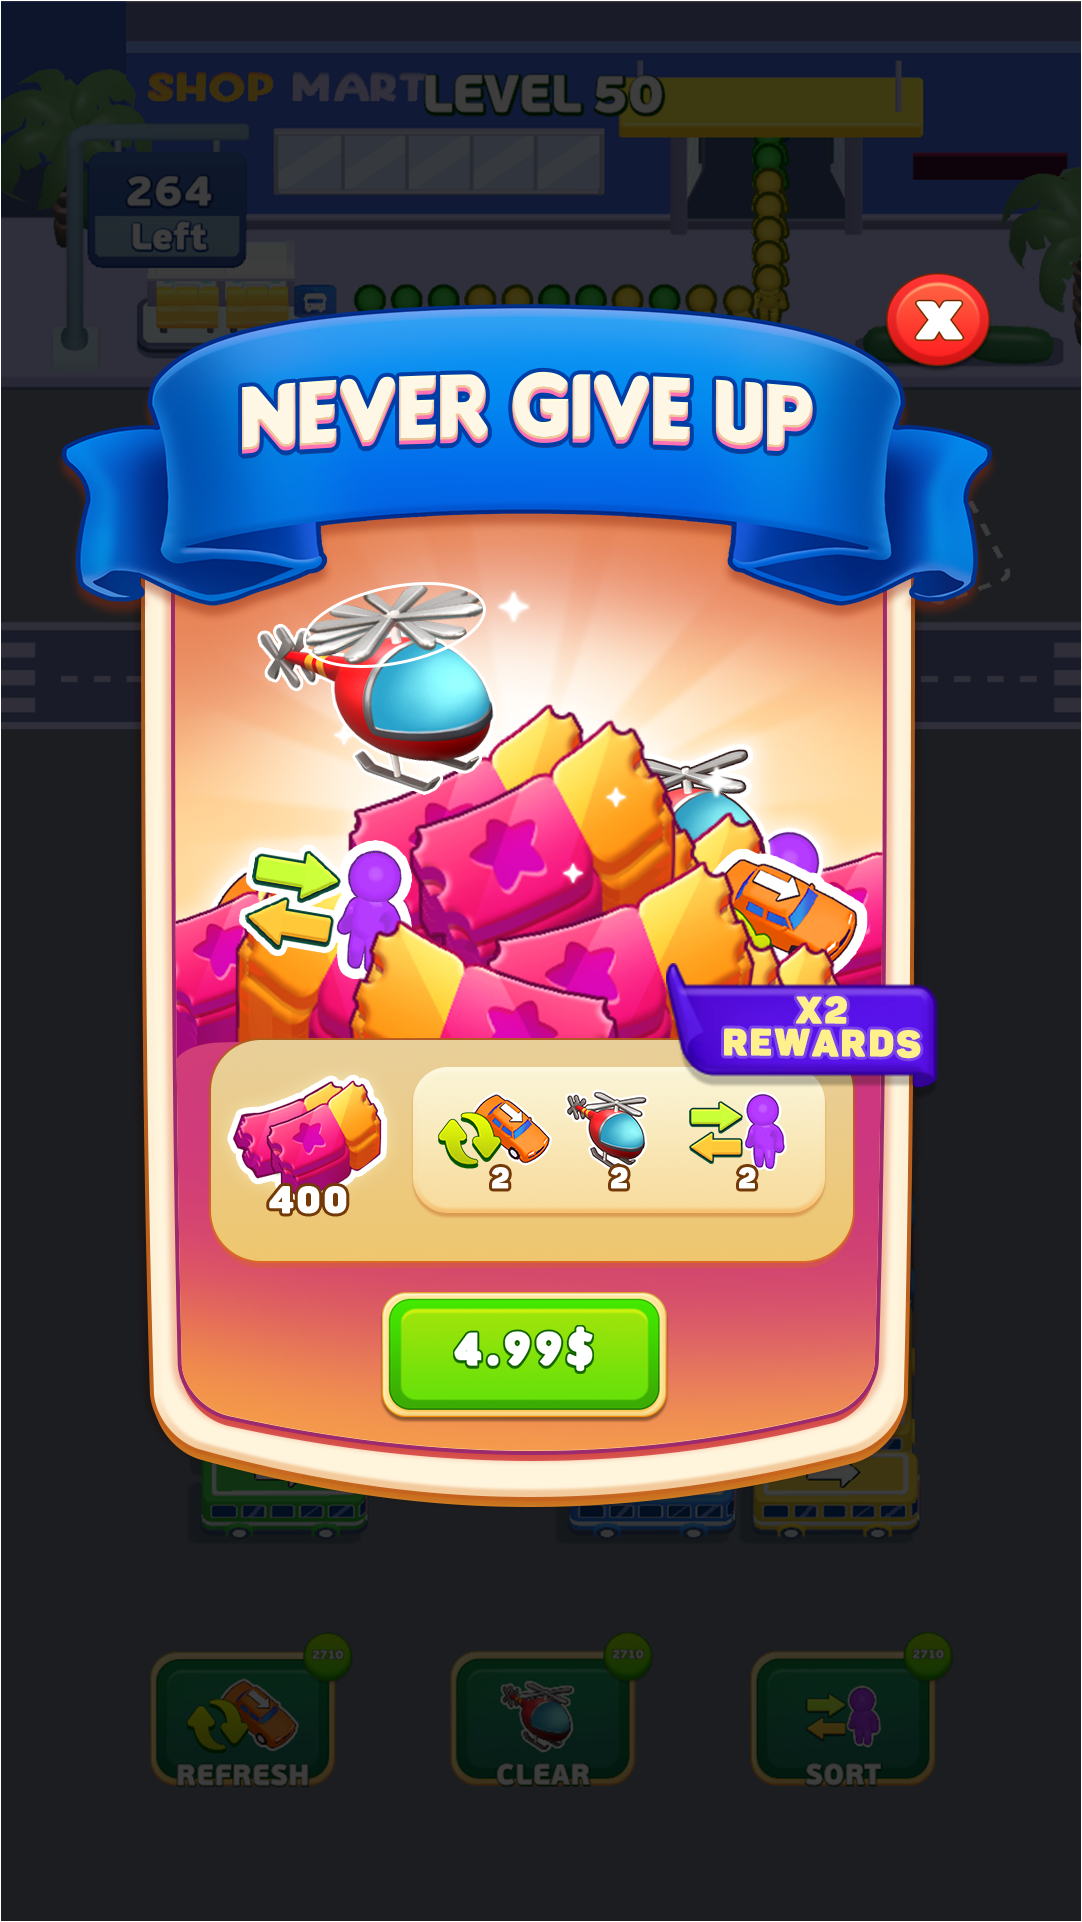 SHOP MART
LEVEL 50
264
Left
X
NEVER GIVE UP
X2
REWARDS
400
2
2
2
4.99$
2710
2710
2710
REFRESH
CLEAR
SORT